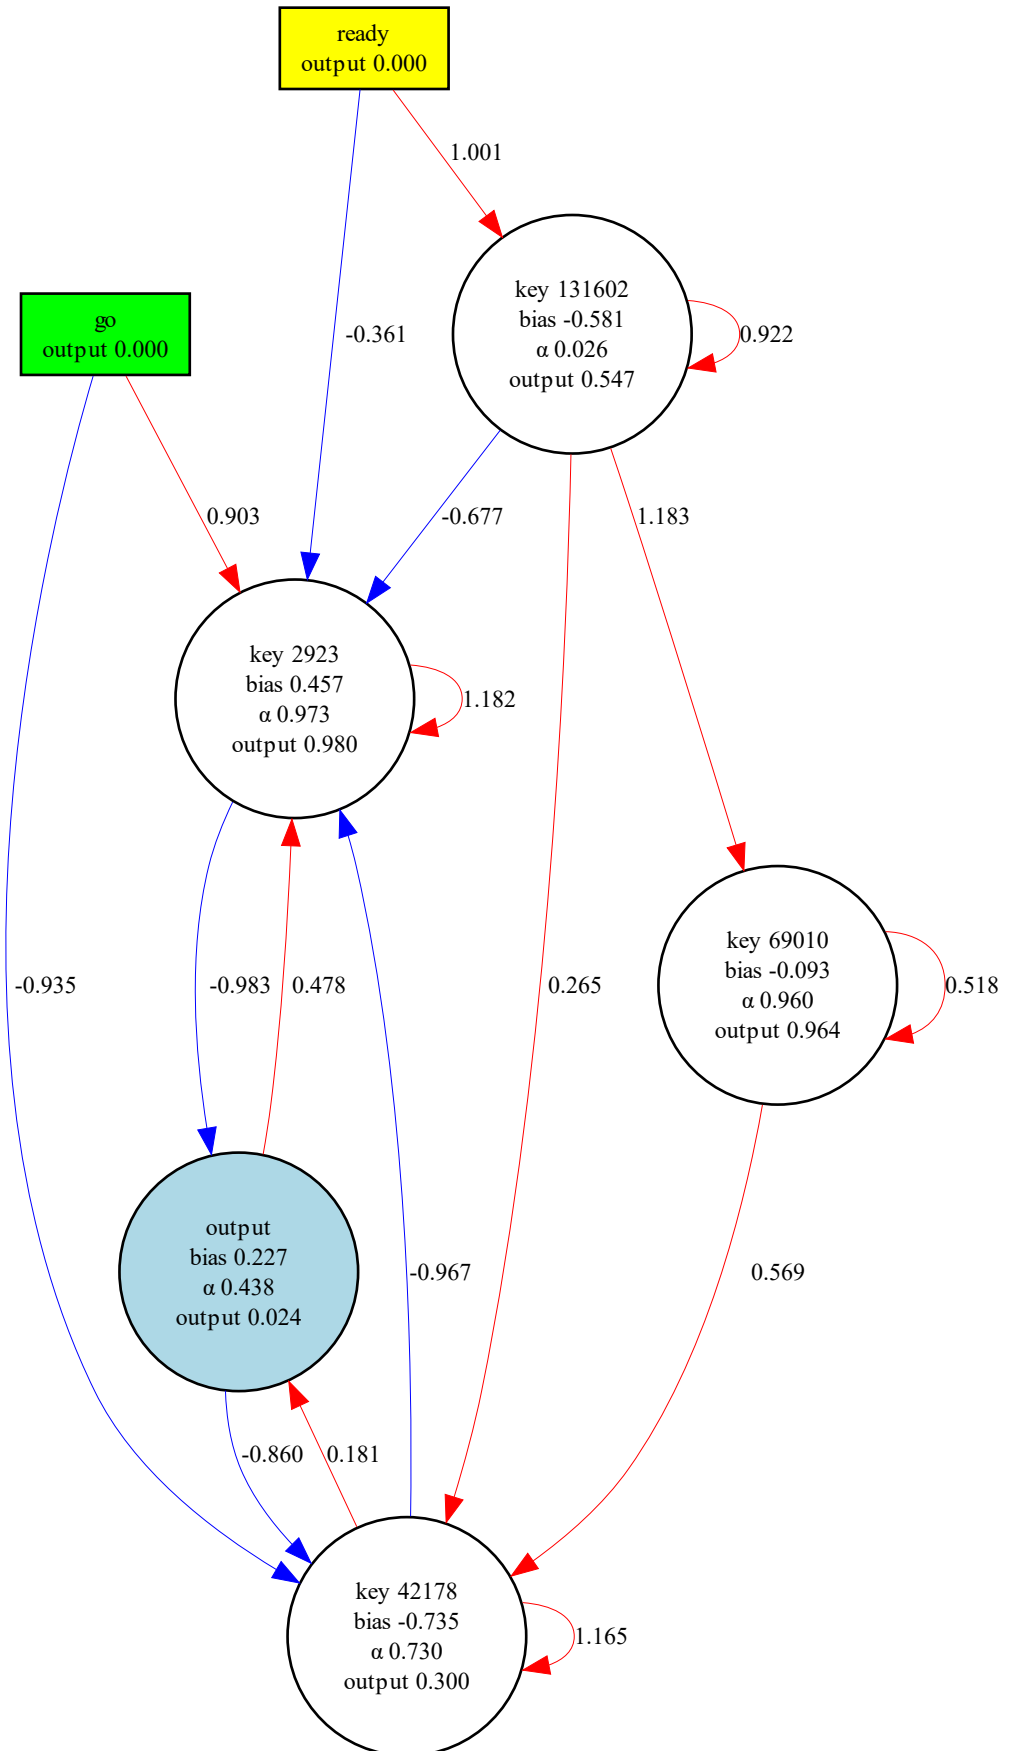 ready
output 0.000
1.001
key 131602
bias -0.581
α 0.026
output 0.547
0.922
-0.361
go
output 0.000
0.903
-0.677
1.183
key 2923
bias 0.457
α 0.973
output 0.980
1.182
key 69010
bias -0.093
α 0.960
output 0.964
0.518
-0.935
-0.983
0.478
0.265
output
bias 0.227
α 0.438
output 0.024
-0.967
0.569
-0.860
0.181
key 42178
bias -0.735
α 0.730
output 0.300
1.165